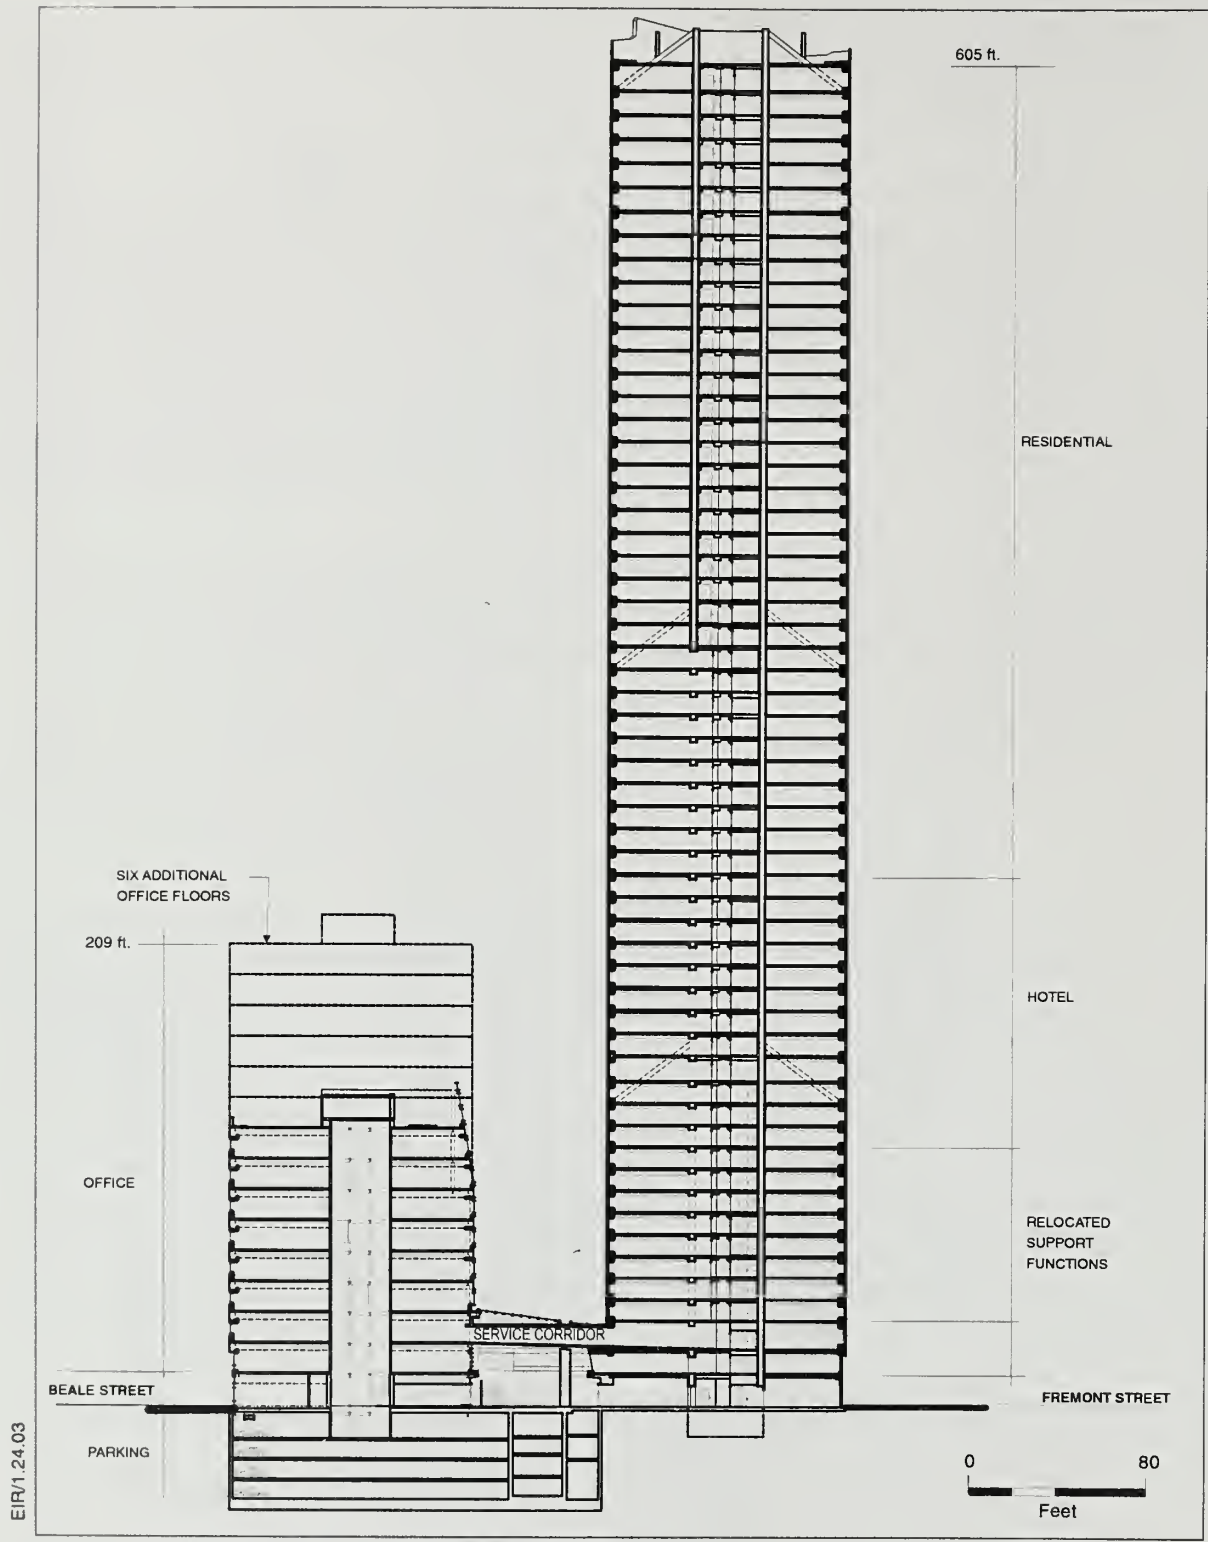 605 ft.
RESIDENTIAL
SIX ADDITIONAL
OFFICE FLOORS
209 ft.
HOTEL
OFFICE
RELOCATED
SUPPORT
FUNCTIONS
SERVICE CORRIDOR
BEALE STREET
FREMONT STREET
PARKING
0 80
Feet
EIR/1.24.03